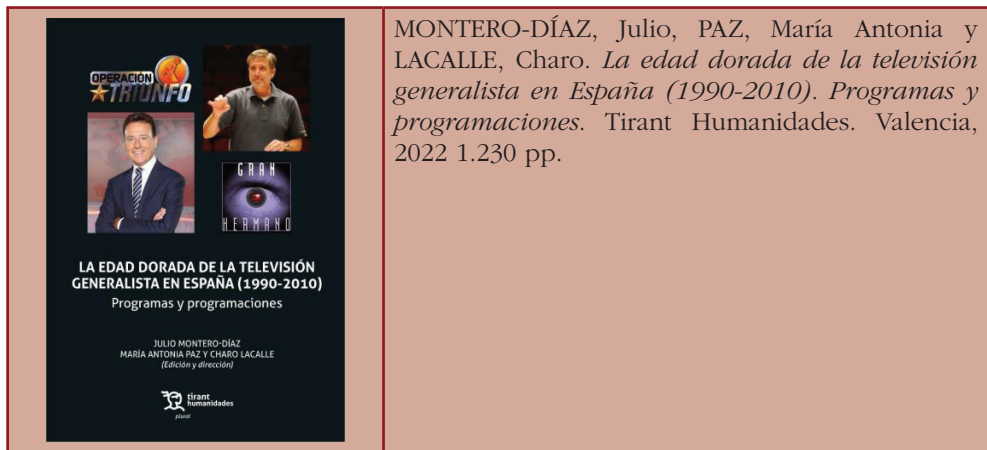 OPERACIÓN
TRIUNFO
GRAN
HERMANO
LA EDAD DORADA DE LA TELEVISIÓN
GENERALISTA EN ESPAÑA (1990-2010)
Programas y programaciones
JULIO MONTERO-DÍAZ
MARÍA ANTONIA PAZ Y CHARO LACALLE
(Edición y dirección)
tirant
humanidades
plural
MONTERO-DÍAZ, Julio, PAZ, María Antonia y
LACALLE, Charo. La edad dorada de la televisión
generalista en España (1990-2010). Programas y
programaciones. Tirant Humanidades. Valencia,
2022 1.230 pp.